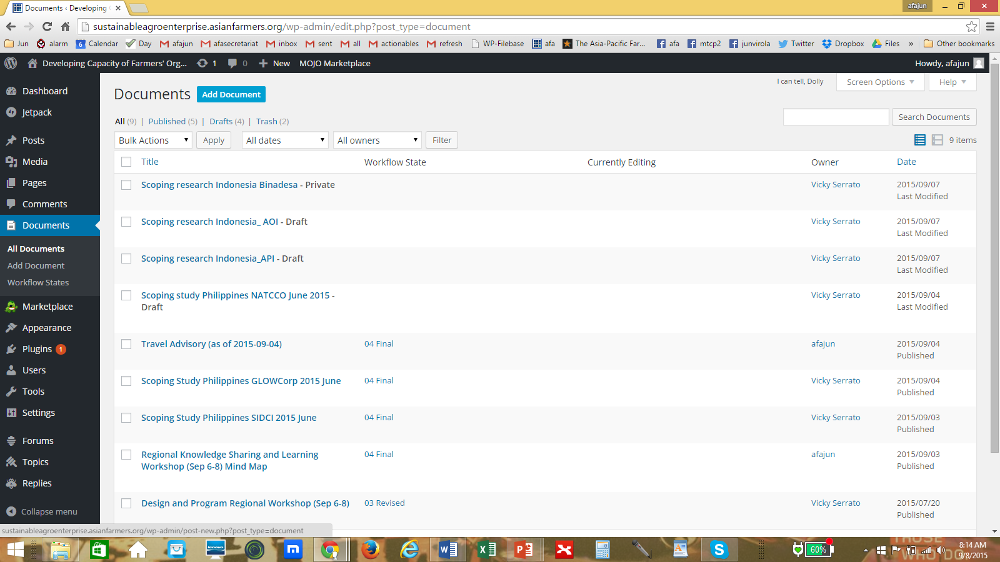 Documents ‹ Developing
afajun
sustainableagroenterprise.asianfarmers.org/wp-admin/edit.php?post_type=document
Jun alarm 6 Calendar Day afajun afasecretariat inbox sent all actionables refresh WP-Filebase afa The Asia-Pacific Far... afa mtcp2 junvirola Twitter Dropbox Files » Other bookmarks
Developing Capacity of Farmers' Org... 1 0 + New MOJO Marketplace Howdy, afajun
I can tell, Dolly Screen Options Help
Dashboard
Jetpack
Posts
Media
Pages
Comments
Documents
All Documents
Add Document
Workflow States
Marketplace
Appearance
Plugins 1
Users
Tools
Settings
Forums
Topics
Replies
Collapse menu
Documents Add Document
All (9) | Published (5) | Drafts (4) | Trash (2)
Search Documents
Bulk Actions Apply All dates All owners Filter 9 items
Title Workflow State Currently Editing Owner Date
Scoping research Indonesia Binadesa - Private Vicky Serrato 2015/09/07
Last Modified
Scoping research Indonesia_ AOI - Draft Vicky Serrato 2015/09/07
Last Modified
Scoping research Indonesia_API - Draft Vicky Serrato 2015/09/07
Last Modified
Scoping study Philippines NATCCO June 2015 - Vicky Serrato 2015/09/04
Draft Last Modified
Travel Advisory (as of 2015-09-04) 04 Final afajun 2015/09/04
Published
Scoping Study Philippines GLOWCorp 2015 June 04 Final Vicky Serrato 2015/09/04
Published
Scoping Study Philippines SIDCI 2015 June 04 Final Vicky Serrato 2015/09/03
Published
Regional Knowledge Sharing and Learning 04 Final afajun 2015/09/03
Workshop (Sep 6-8) Mind Map Published
Design and Program Regional Workshop (Sep 6-8) 03 Revised Vicky Serrato 2015/07/20
Published
sustainableagroenterprise.asianfarmers.org/wp-admin/post-new.php?post_type=document
lenovo
60%
THOSE
WHO DO
8:14 AM
9/8/2015